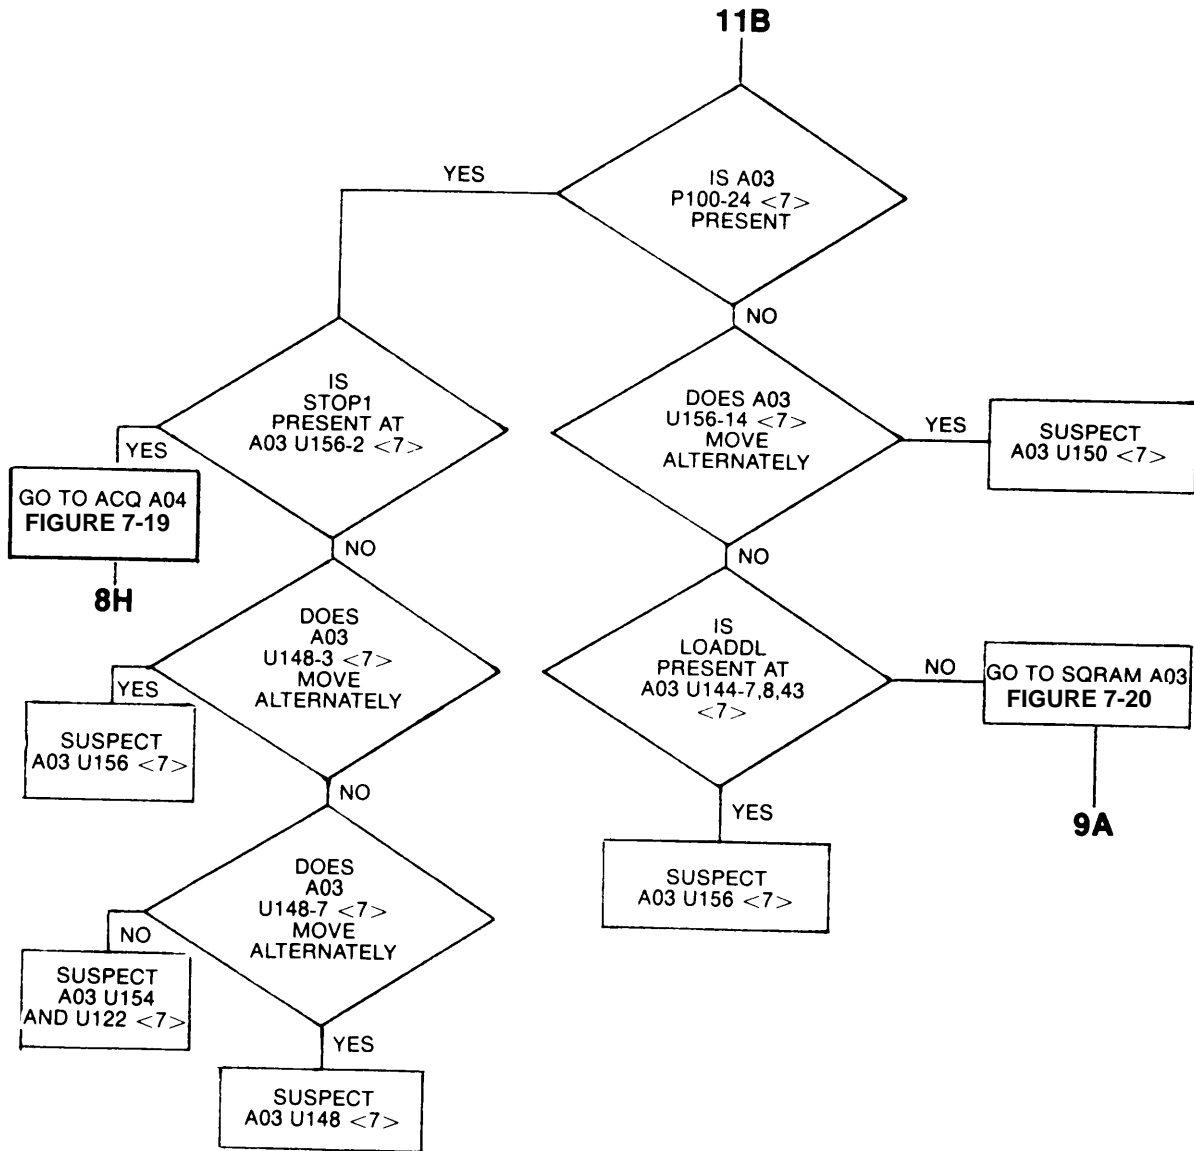 11B
IS A03
P100-24 <7>
PRESENT
YES
NO
IS
STOP1
PRESENT AT
A03 U156-2 <7>
YES
GO TO ACQ A04
FIGURE 7-19
8H
NO
DOES A03
U156-14 <7>
MOVE
ALTERNATELY
YES
SUSPECT
A03 U150 <7>
NO
DOES
A03
U148-3 <7>
MOVE
ALTERNATELY
YES
SUSPECT
A03 U156 <7>
NO
IS
LOADDL
PRESENT AT
A03 U144-7,8,43
<7>
NO
GO TO SQRAM A03
FIGURE 7-20
9A
YES
SUSPECT
A03 U156 <7>
DOES
A03
U148-7 <7>
MOVE
ALTERNATELY
NO
SUSPECT
A03 U154
AND U122 <7>
YES
SUSPECT
A03 U148 <7>